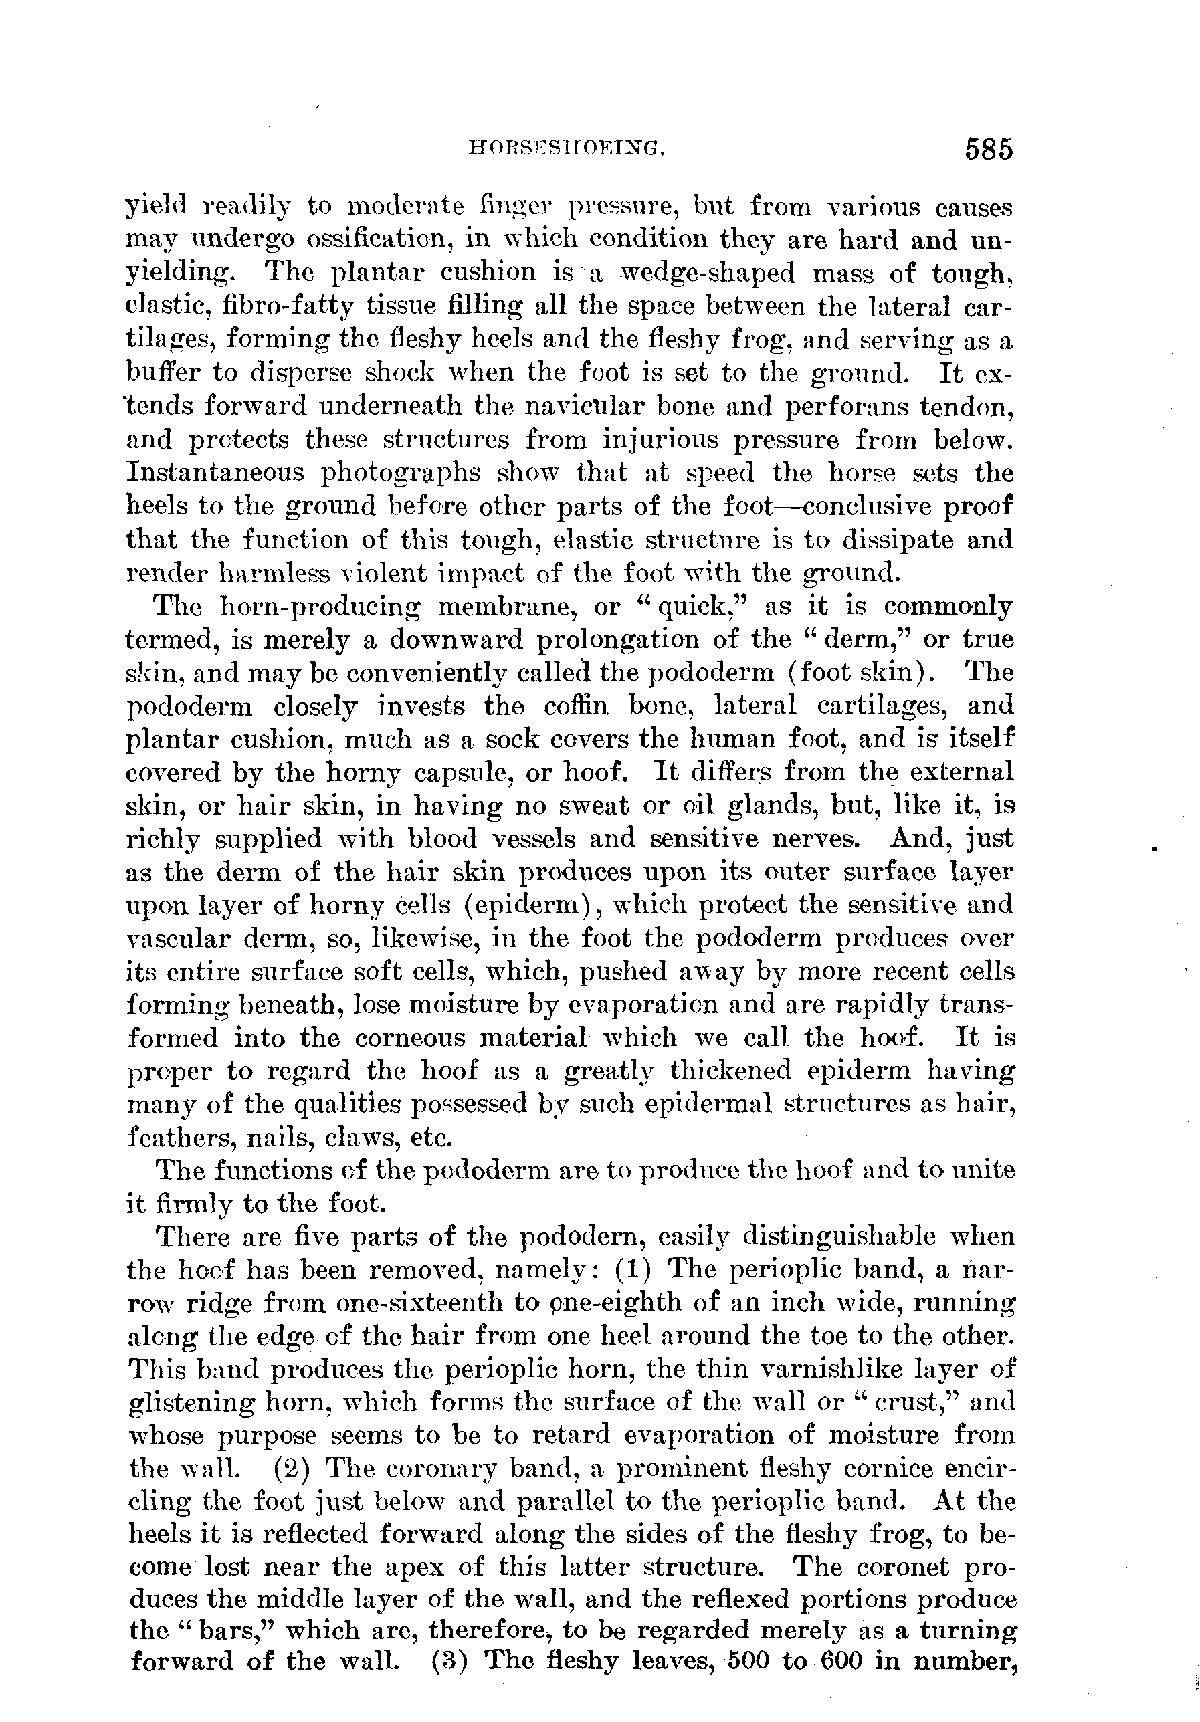 HORSESHOEING. 585
yield readily to moderate finger pressure, but from various causes
may undergo ossification, in which condition they are hard and un-
yielding. The plantar cushion is a wedge-shaped mass of tough,
elastic, fibro-fatty tissue filling all the space between the lateral car-
tilages, forming the fleshy heels and the fleshy frog, and serving as a
buffer to disperse shock when the foot is set to the ground. It ex-
tends forward underneath the navicular bone and perforans tendon,
and protects these structures from injurious pressure from below.
Instantaneous photographs show that at speed the horse sets the
heels to the ground before other parts of the foot—conclusive proof
that the function of this tough, elastic structure is to dissipate and
render harmless violent impact of the foot with the ground.
The horn-producing membrane, or "quick," as it is commonly
termed, is merely a downward prolongation of the "derm," or true
skin, and may be conveniently called the pododerm (foot skin). The
pododerm closely invests the coffin bone, lateral cartilages, and
plantar cushion, much as a sock covers the human foot, and is itself
covered by the horny capsule, or hoof. It differs from the external
skin, or hair skin, in having no sweat or oil glands, but, like it, is
richly supplied with blood vessels and sensitive nerves. And, just
as the derm of the hair skin produces upon its outer surface layer
upon layer of horny cells (epiderm), which protect the sensitive and
vascular derm, so, likewise, in the foot the pododerm produces over
its entire surface soft cells, which, pushed away by more recent cells
forming beneath, lose moisture by evaporation and are rapidly trans-
formed into the corneous material which we call the hoof. It is
proper to regard the hoof as a greatly thickened epiderm having
many of the qualities possessed by such epidermal structures as hair,
feathers, nails, claws, etc.
The functions of the pododerm are to produce the hoof and to unite
it firmly to the foot.
There are five parts of the pododem, easily distinguishable when
the hoof has been removed, namely: (1) The perioplic band, a nar-
row ridge from one-sixteenth to one-eighth of an inch wide, running
along the edge of the hair from one heel around the toe to the other.
This band produces the perioplic horn, the thin varnishlike layer of
glistening horn, which forms the surface of the wall or "crust," and
whose purpose seems to be to retard evaporation of moisture from
the wall. (2) The coronary band, a prominent fleshy cornice encir-
cling the foot just below and parallel to the perioplic band. At the
heels it is reflected forward along the sides of the fleshy frog, to be-
come lost near the apex of this latter structure. The coronet pro-
duces the middle layer of the wall, and the reflexed portions produce
the "bars," which are, therefore, to be regarded merely as a turning
forward of the wall. (3) The fleshy leaves, 500 to 600 in number,